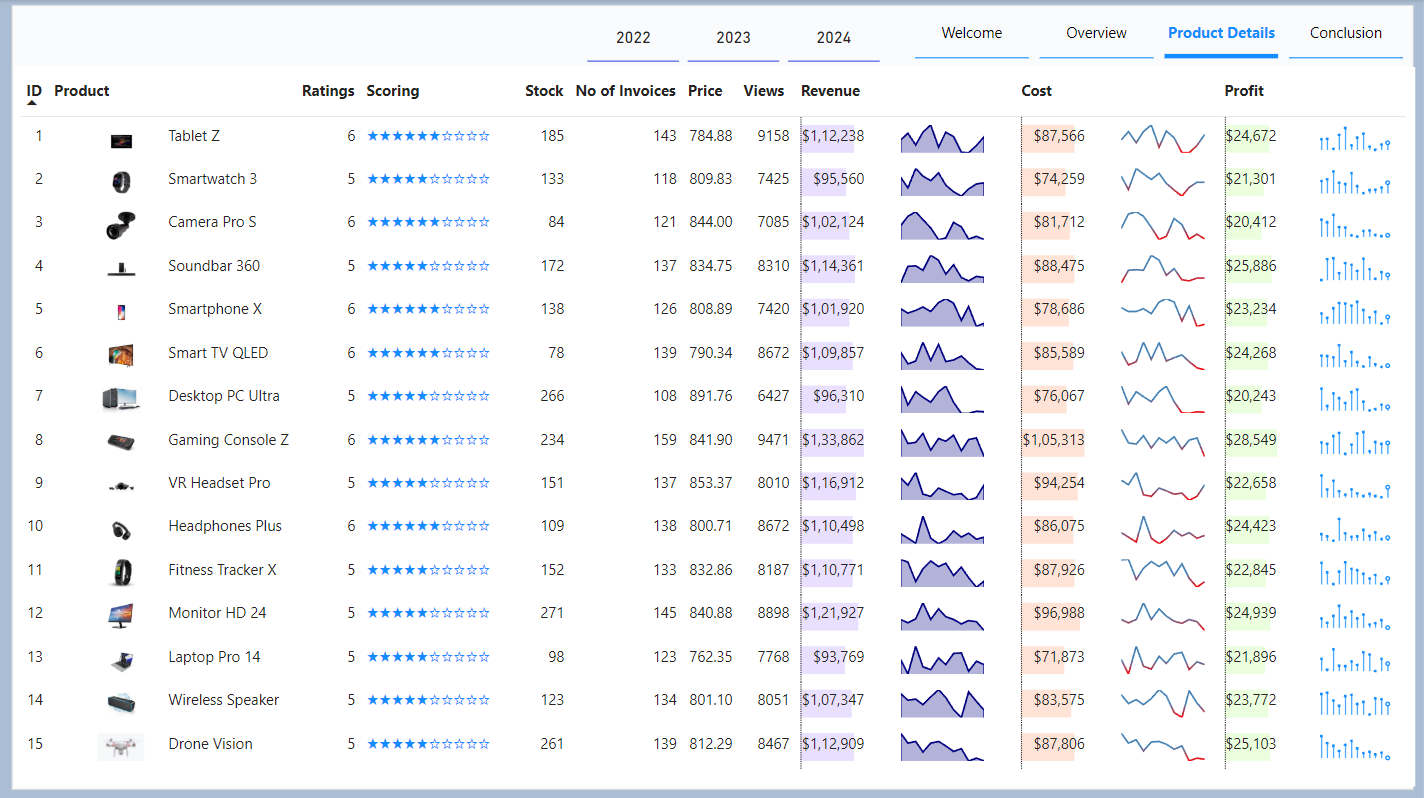 2022 2023 2024 Welcome Overview Product Details Conclusion
ID Product Ratings Scoring Stock No of Invoices Price Views Revenue Cost Profit
1 Tablet Z 6 ★★★★★★☆☆☆☆ 185 143 784.88 9158 $1,12,238 $87,566 $24,672
2 Smartwatch 3 5 ★★★★★☆☆☆☆☆ 133 118 809.83 7425 $95,560 $74,259 $21,301
3 Camera Pro S 6 ★★★★★★☆☆☆☆ 84 121 844.00 7085 $1,02,124 $81,712 $20,412
4 Soundbar 360 5 ★★★★★☆☆☆☆☆ 172 137 834.75 8310 $1,14,361 $88,475 $25,886
5 Smartphone X 6 ★★★★★★☆☆☆☆ 138 126 808.89 7420 $1,01,920 $78,686 $23,234
6 Smart TV QLED 6 ★★★★★★☆☆☆☆ 78 139 790.34 8672 $1,09,857 $85,589 $24,268
7 Desktop PC Ultra 5 ★★★★★☆☆☆☆☆ 266 108 891.76 6427 $96,310 $76,067 $20,243
8 Gaming Console Z 6 ★★★★★★☆☆☆☆ 234 159 841.90 9471 $1,33,862 $1,05,313 $28,549
9 VR Headset Pro 5 ★★★★★☆☆☆☆☆ 151 137 853.37 8010 $1,16,912 $94,254 $22,658
10 Headphones Plus 6 ★★★★★★☆☆☆☆ 109 138 800.71 8672 $1,10,498 $86,075 $24,423
11 Fitness Tracker X 5 ★★★★★☆☆☆☆☆ 152 133 832.86 8187 $1,10,771 $87,926 $22,845
12 Monitor HD 24 5 ★★★★★☆☆☆☆☆ 271 145 840.88 8898 $1,21,927 $96,988 $24,939
13 Laptop Pro 14 5 ★★★★★☆☆☆☆☆ 98 123 762.35 7768 $93,769 $71,873 $21,896
14 Wireless Speaker 5 ★★★★★☆☆☆☆☆ 123 134 801.10 8051 $1,07,347 $83,575 $23,772
15 Drone Vision 5 ★★★★★☆☆☆☆☆ 261 139 812.29 8467 $1,12,909 $87,806 $25,103